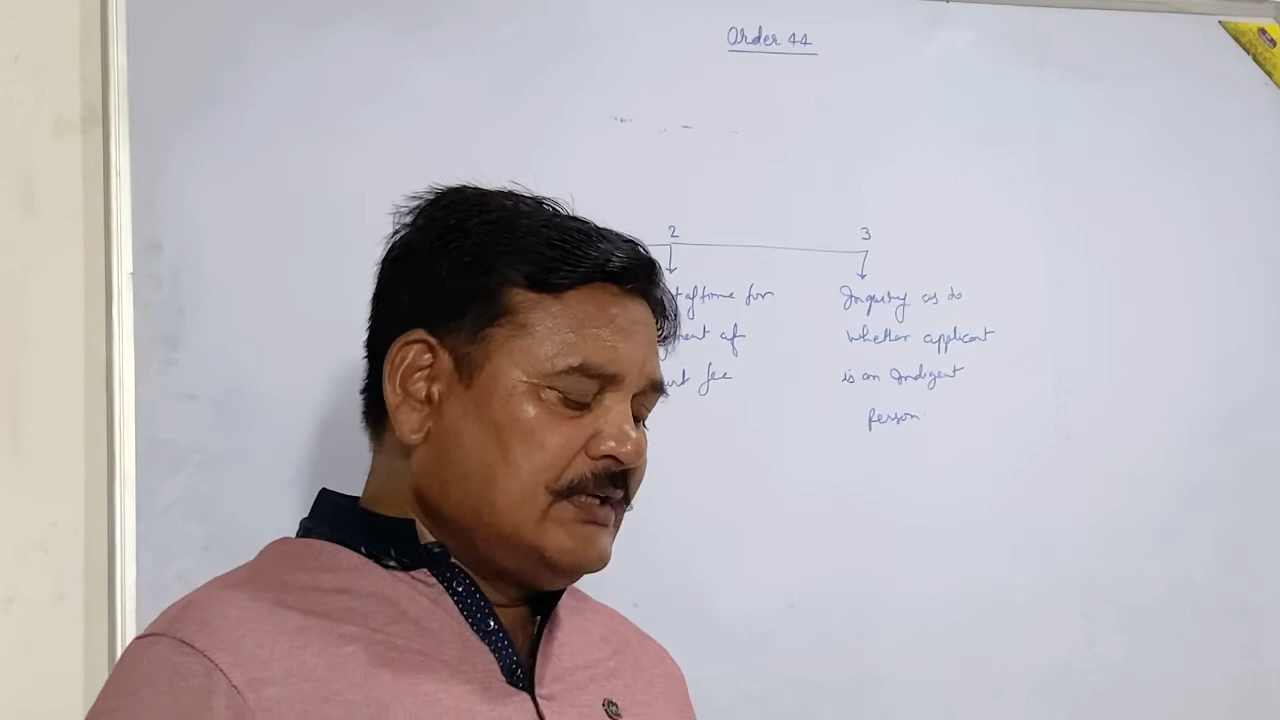 Order 44
2
3
t of time for
ment of
urt fee
Inquiry as to
whether applicant
is an Indigent
Person